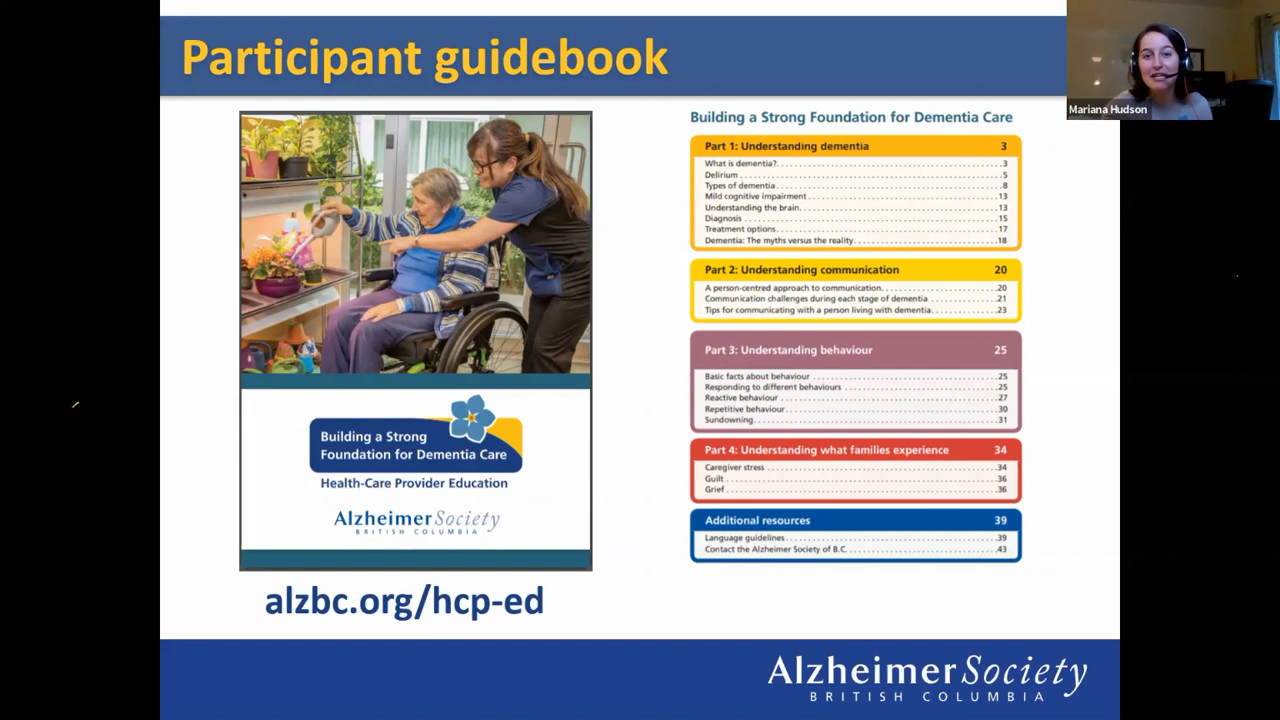 Participant guidebook
Mariana Hudson
Building a Strong
Foundation for Dementia Care
Health-Care Provider Education
AlzheimerSociety
BRITISH COLUMBIA
alzbc.org/hcp-ed
Building a Strong Foundation for Dementia Care
Part 1: Understanding dementia 3
What is dementia? 3
Delirium 5
Types of dementia 8
Mild cognitive impairment 13
Understanding the brain 13
Diagnosis 15
Treatment options 17
Dementia: The myths versus the reality 18
Part 2: Understanding communication 20
A person-centred approach to communication 20
Communication challenges during each stage of dementia 21
Tips for communicating with a person living with dementia 23
Part 3: Understanding behaviour 25
Basic facts about behaviour 25
Responding to different behaviours 25
Reactive behaviour 27
Repetitive behaviour 30
Sundowning 31
Part 4: Understanding what families experience 34
Caregiver stress 34
Guilt 36
Grief 36
Additional resources 39
Language guidelines 39
Contact the Alzheimer Society of B.C. 43
AlzheimerSociety
BRITISH COLUMBIA